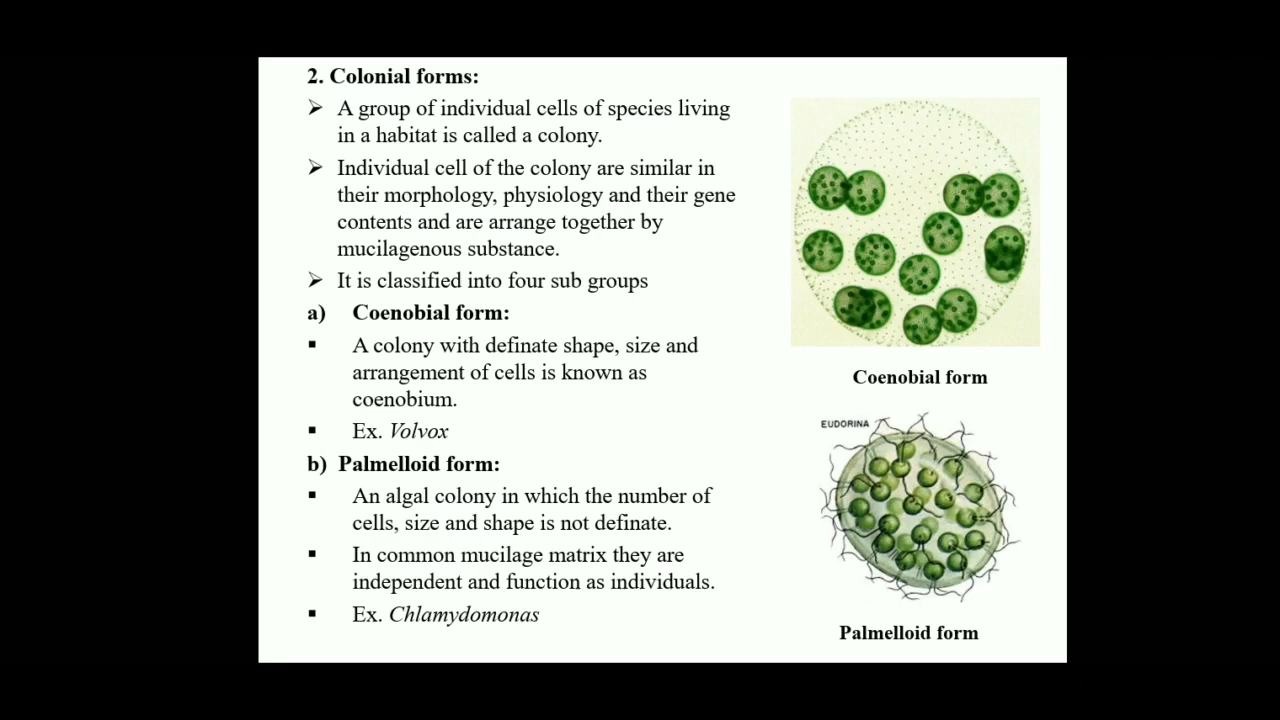 2. Colonial forms:
➢ A group of individual cells of species living
in a habitat is called a colony.
➢ Individual cell of the colony are similar in
their morphology, physiology and their gene
contents and are arrange together by
mucilagenous substance.
➢ It is classified into four sub groups
a) Coenobial form:
▪ A colony with definate shape, size and
arrangement of cells is known as
coenobium.
▪ Ex. Volvox
b) Palmelloid form:
▪ An algal colony in which the number of
cells, size and shape is not definate.
▪ In common mucilage matrix they are
independent and function as individuals.
▪ Ex. Chlamydomonas
Coenobial form
EUDORINA
Palmelloid form